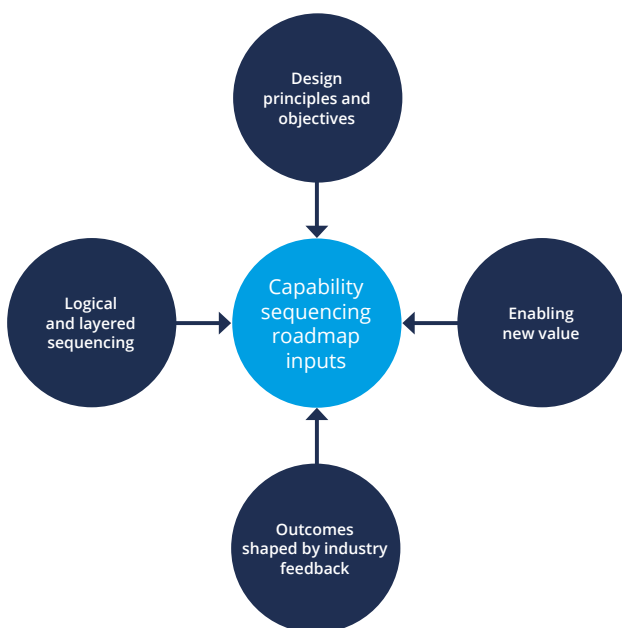 Design
principles and
objectives
Logical
and layered
sequencing
Capability
sequencing
roadmap
inputs
Enabling
new value
Outcomes
shaped by industry
feedback